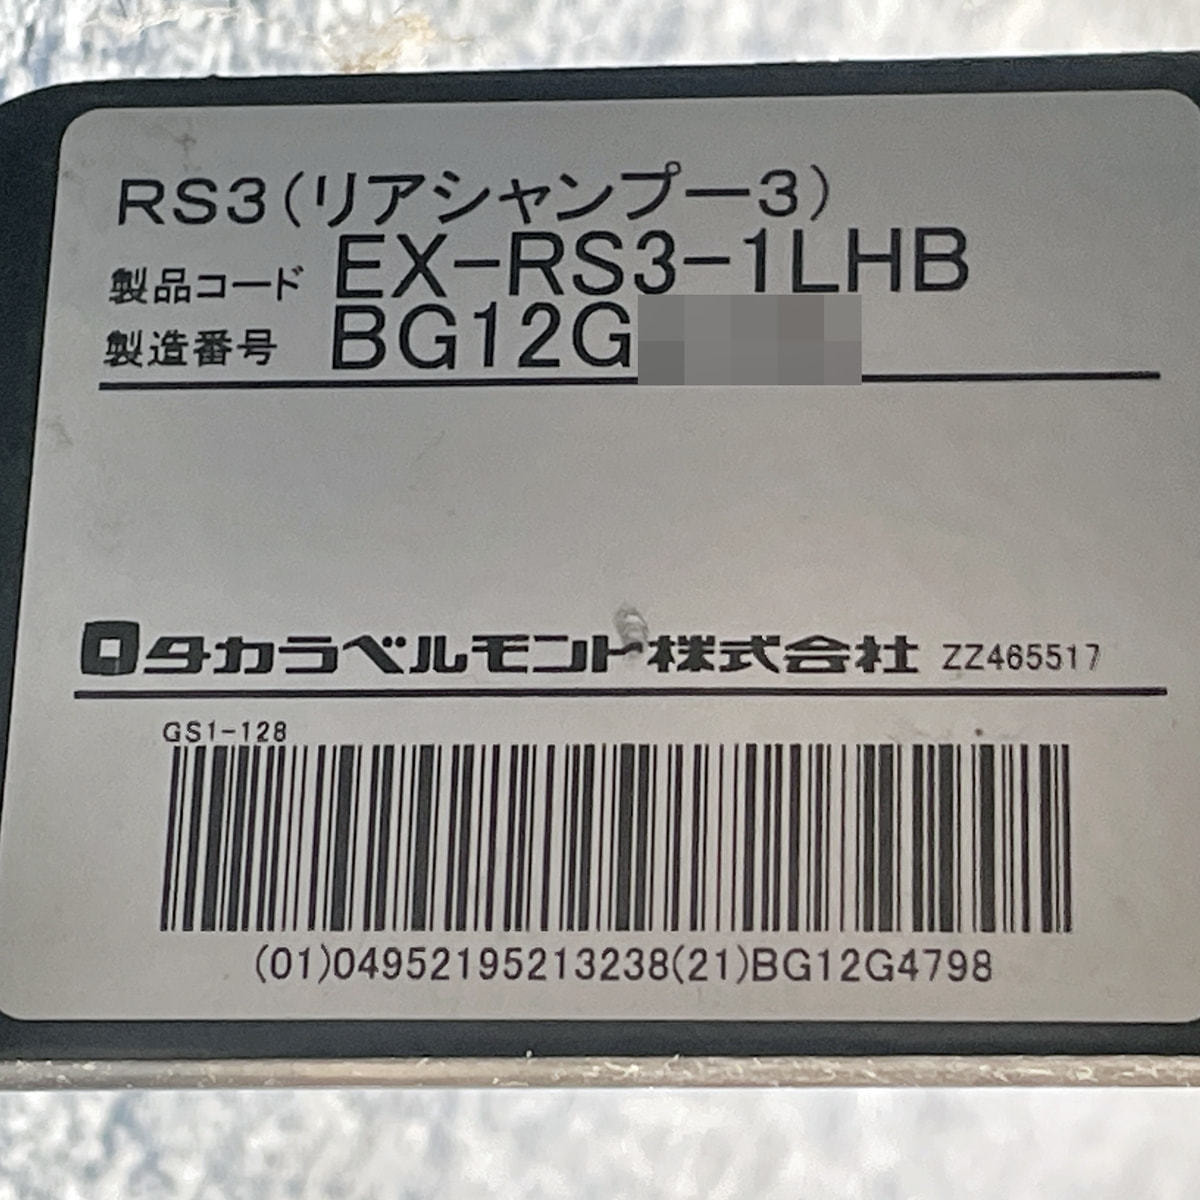 RS3(リアシャンプー3)
製品コード EX-RS3-1LHB
製造番号 BG12G
タカラベルモント株式会社 ZZ465517
GS1-128
(01)04952195213238(21)BG12G4798